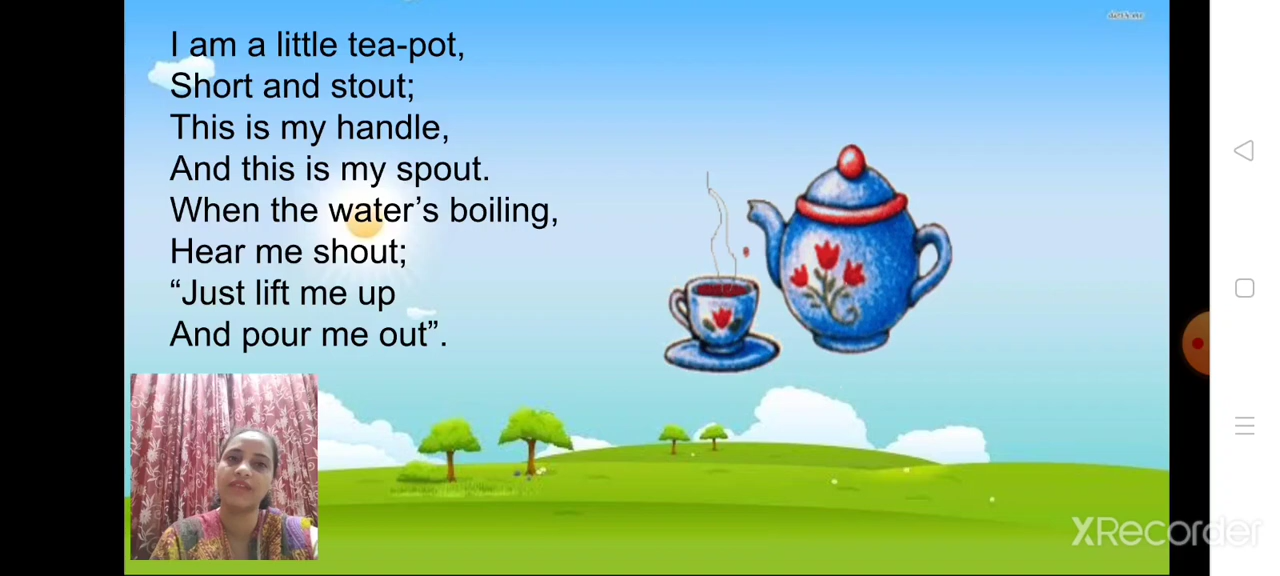 I am a little tea-pot,
Short and stout;
This is my handle,
And this is my spout.
When the water’s boiling,
Hear me shout;
“Just lift me up
And pour me out”.
XRecorder